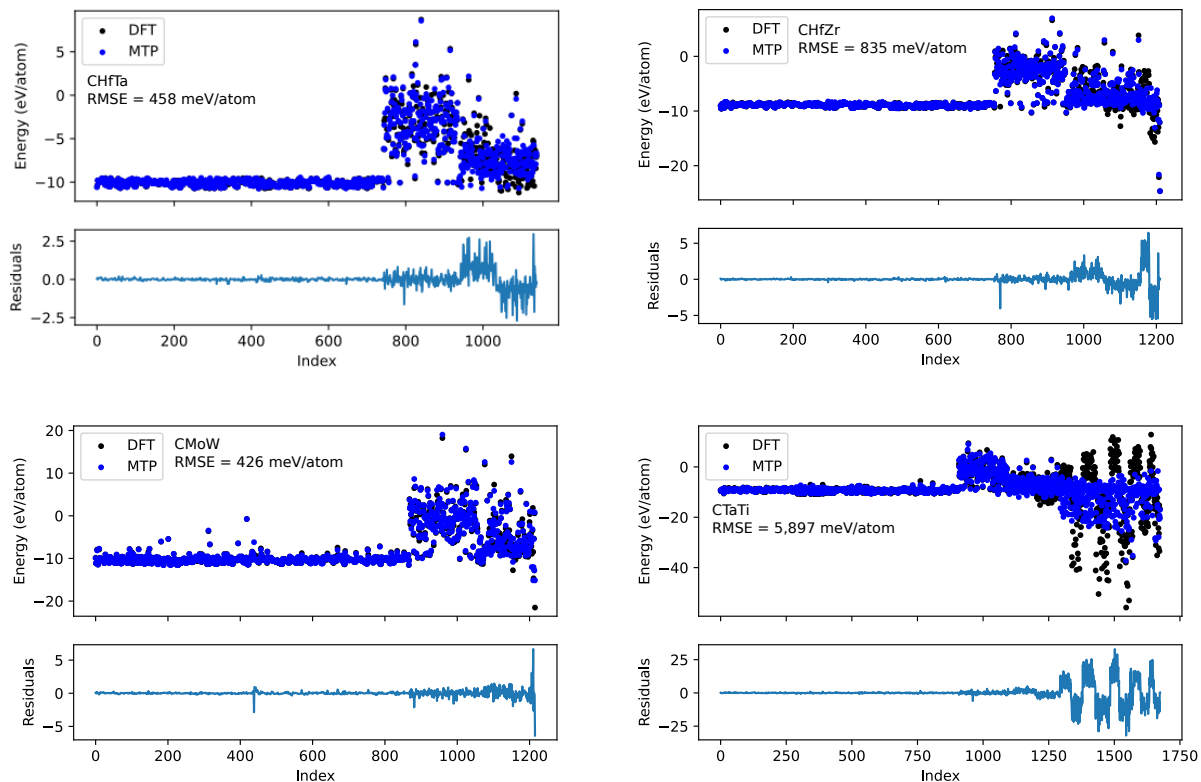 DFT
MTP
CHfTa
RMSE = 458 meV/atom
Energy (eV/atom)
5
0
−5
−10
Residuals
2.5
0.0
−2.5
0 200 400 600 800 1000
Index
DFT
MTP
CHfZr
RMSE = 835 meV/atom
Energy (eV/atom)
0
−10
−20
Residuals
5
0
−5
0 200 400 600 800 1000 1200
Index
DFT
MTP
CMoW
RMSE = 426 meV/atom
Energy (eV/atom)
20
10
0
−10
−20
Residuals
5
0
−5
0 200 400 600 800 1000 1200
Index
DFT
MTP
CTaTi
RMSE = 5,897 meV/atom
Energy (eV/atom)
0
−20
−40
Residuals
25
0
−25
0 250 500 750 1000 1250 1500 1750
Index